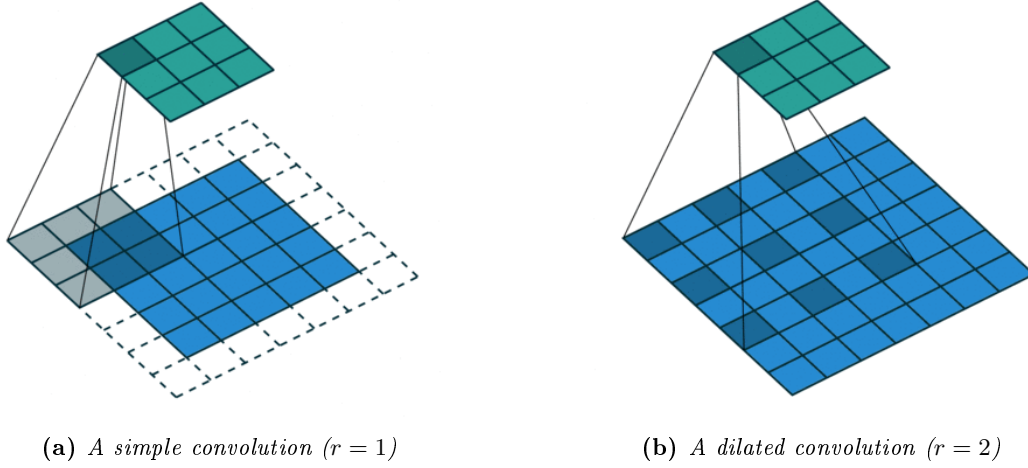 (a) A simple convolution (r = 1)
(b) A dilated convolution (r = 2)